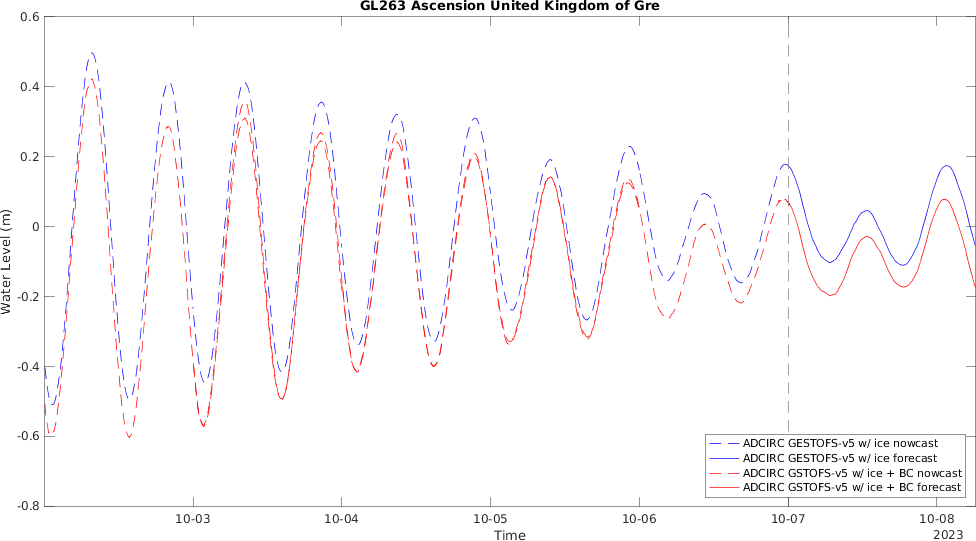 GL263 Ascension United Kingdom of Gre
0.6
0.4
0.2
0
-0.2
-0.4
-0.6
-0.8
Water Level (m)
ADCIRC GESTOFS-v5 w/ ice nowcast
ADCIRC GESTOFS-v5 w/ ice forecast
ADCIRC GSTOFS-v5 w/ ice + BC nowcast
ADCIRC GSTOFS-v5 w/ ice + BC forecast
10-03 10-04 10-05 10-06 10-07 10-08
Time
2023